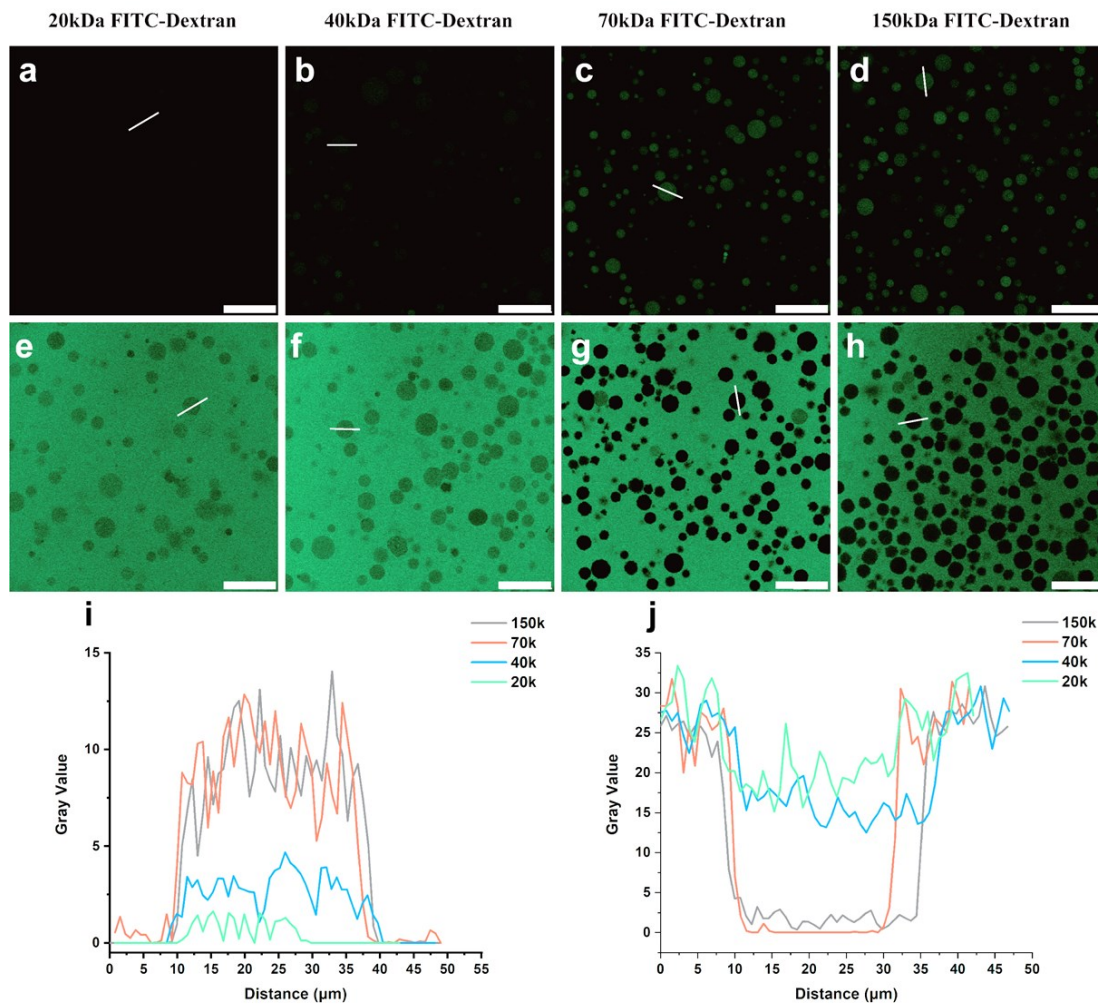 20kDa FITC-Dextran 40kDa FITC-Dextran 70kDa FITC-Dextran 150kDa FITC-Dextran
a b c d
e f g h
i
150k
70k
40k
20k
15
10
5
0
Gray Value
0 5 10 15 20 25 30 35 40 45 50 55
Distance (µm)
j
150k
70k
40k
20k
35
30
25
20
15
10
5
0
Gray Value
0 5 10 15 20 25 30 35 40 45 50
Distance (µm)